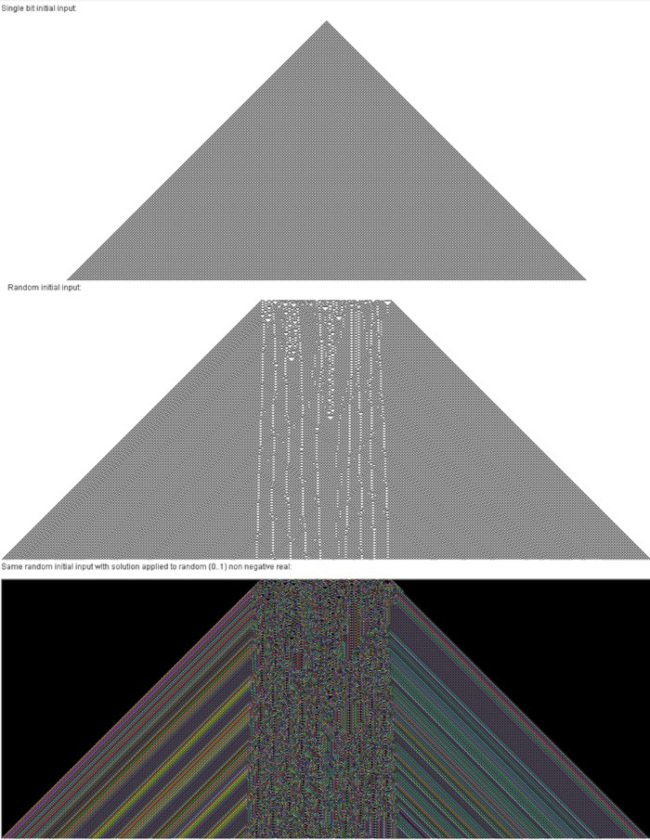 Single bit initial input:
Random initial input:
Same random initial input with solution applied to random (0..1) non negative real: